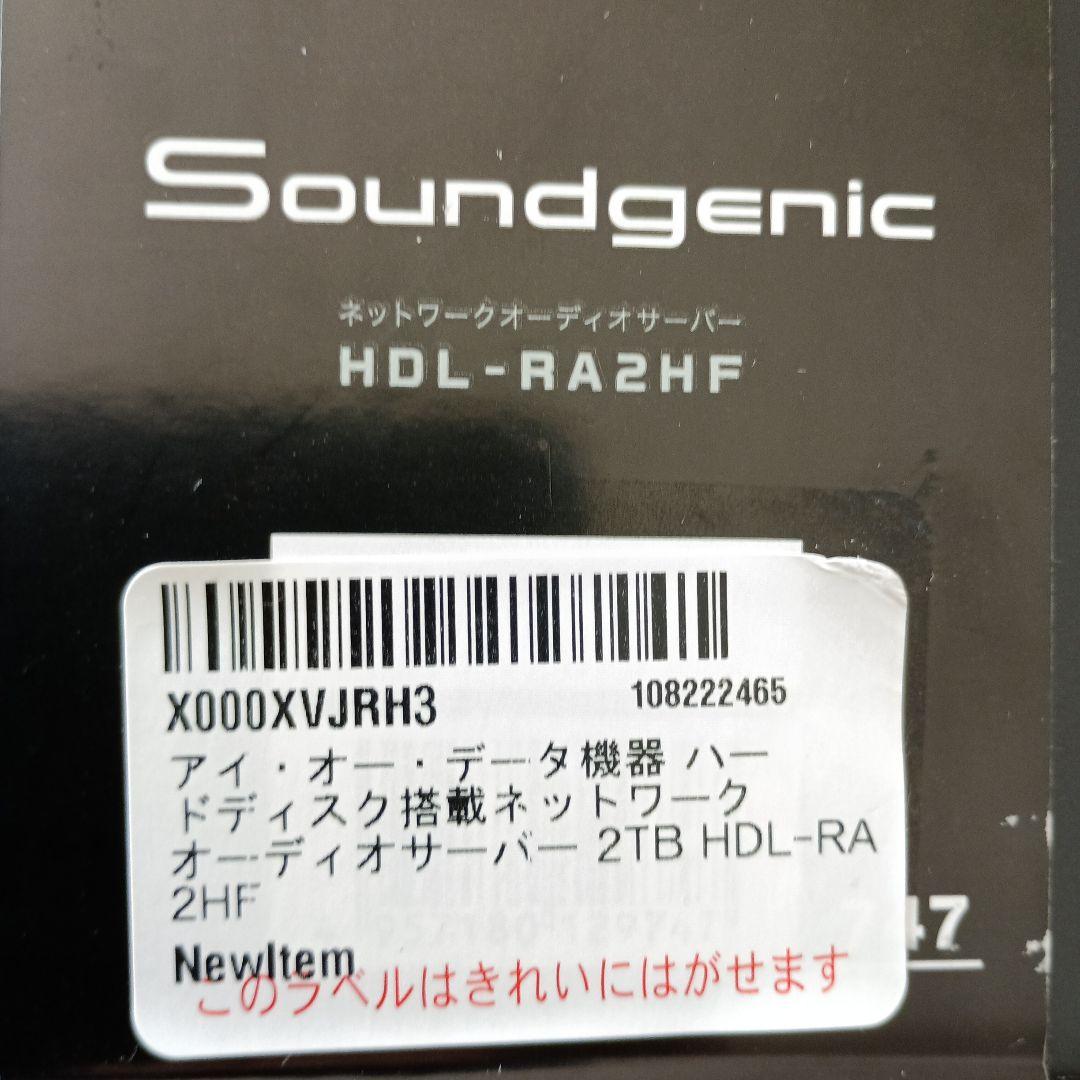 Soundgenic
ネットワークオーディオサーバー
HDL-RA2HF
X000XVJRH3
108222465
アイ・オー・データ機器 ハー
ドディスク搭載ネットワーク
オーディオサーバー 2TB HDL-RA
2HF
NewItem
このラベルはきれいにはがせます
47